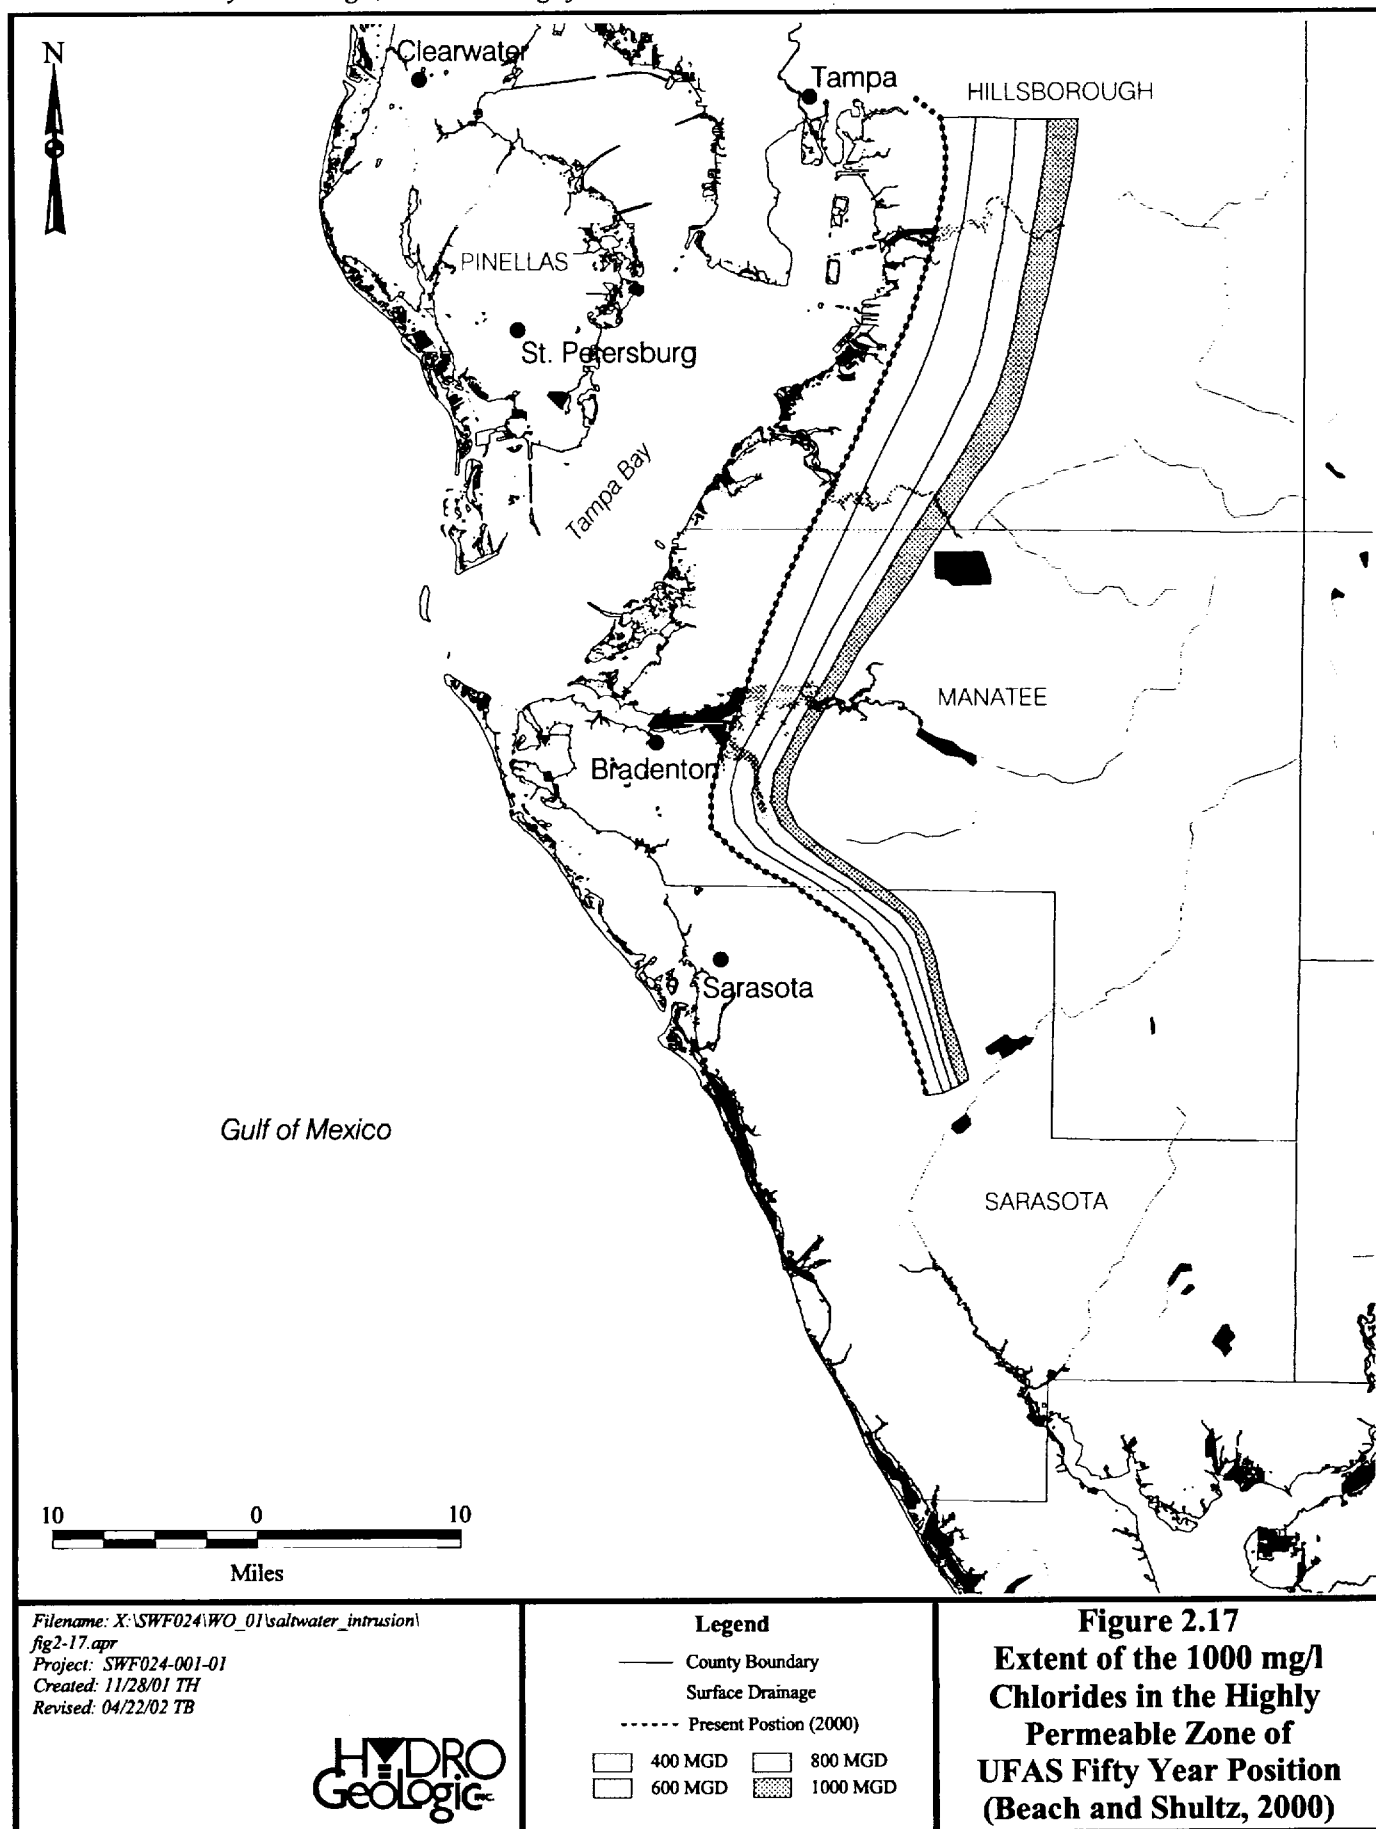 N
Clearwater
Tampa
HILLSBOROUGH
PINELLAS
St. Petersburg
Tampa Bay
MANATEE
Bradenton
Sarasota
Gulf of Mexico
SARASOTA
10 0 10
Miles
Filename: X:\SWF024\WO_01\saltwater_intrusion\
fig2-17.apr
Project: SWF024-001-01
Created: 11/28/01 TH
Revised: 04/22/02 TB
HYDRO
GeoLogic INC.
Legend
County Boundary
Surface Drainage
Present Postion (2000)
400 MGD 800 MGD
600 MGD 1000 MGD
Figure 2.17
Extent of the 1000 mg/l
Chlorides in the Highly
Permeable Zone of
UFAS Fifty Year Position
(Beach and Shultz, 2000)